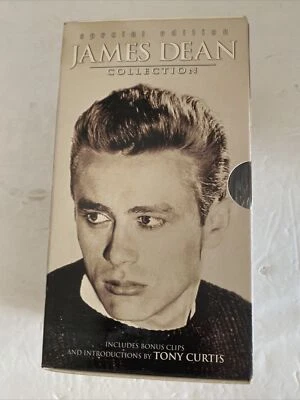 special edition
JAMES DEAN
COLLECTION
INCLUDES BONUS CLIPS
AND INTRODUCTIONS BY TONY CURTIS